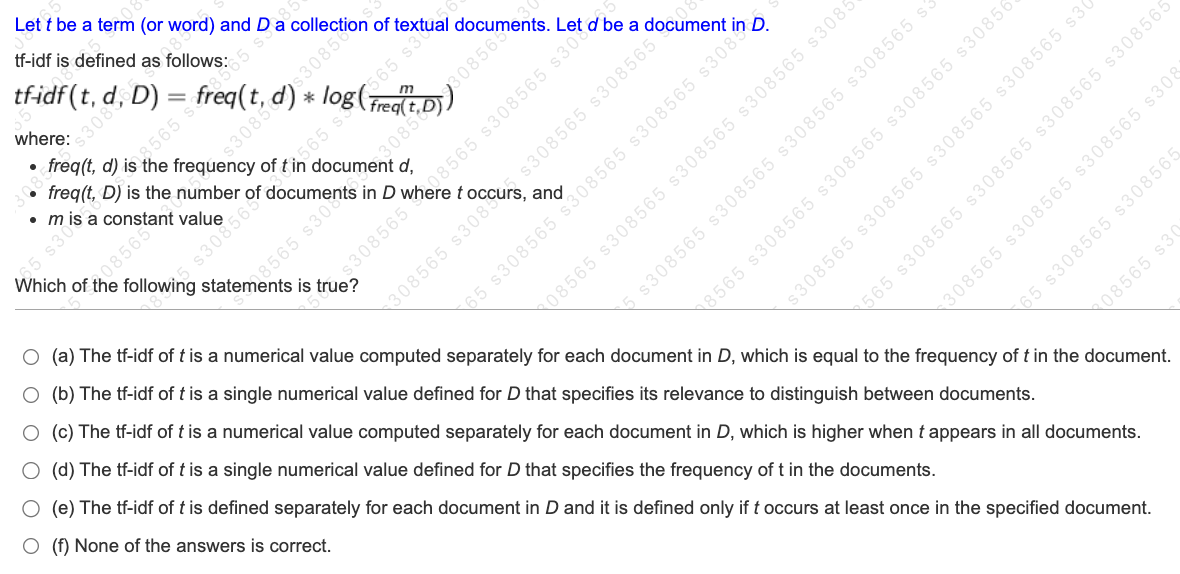 Let t be a term (or word) and D a collection of textual documents. Let d be a document in D.
tf-idf is defined as follows:
tf-idf(t, d, D) = freq(t, d) ∗ log(m/freq(t,D))
where:
• freq(t, d) is the frequency of t in document d,
• freq(t, D) is the number of documents in D where t occurs, and
• m is a constant value
Which of the following statements is true?
(a) The tf-idf of t is a numerical value computed separately for each document in D, which is equal to the frequency of t in the document.
(b) The tf-idf of t is a single numerical value defined for D that specifies its relevance to distinguish between documents.
(c) The tf-idf of t is a numerical value computed separately for each document in D, which is higher when t appears in all documents.
(d) The tf-idf of t is a single numerical value defined for D that specifies the frequency of t in the documents.
(e) The tf-idf of t is defined separately for each document in D and it is defined only if t occurs at least once in the specified document.
(f) None of the answers is correct.
s308565